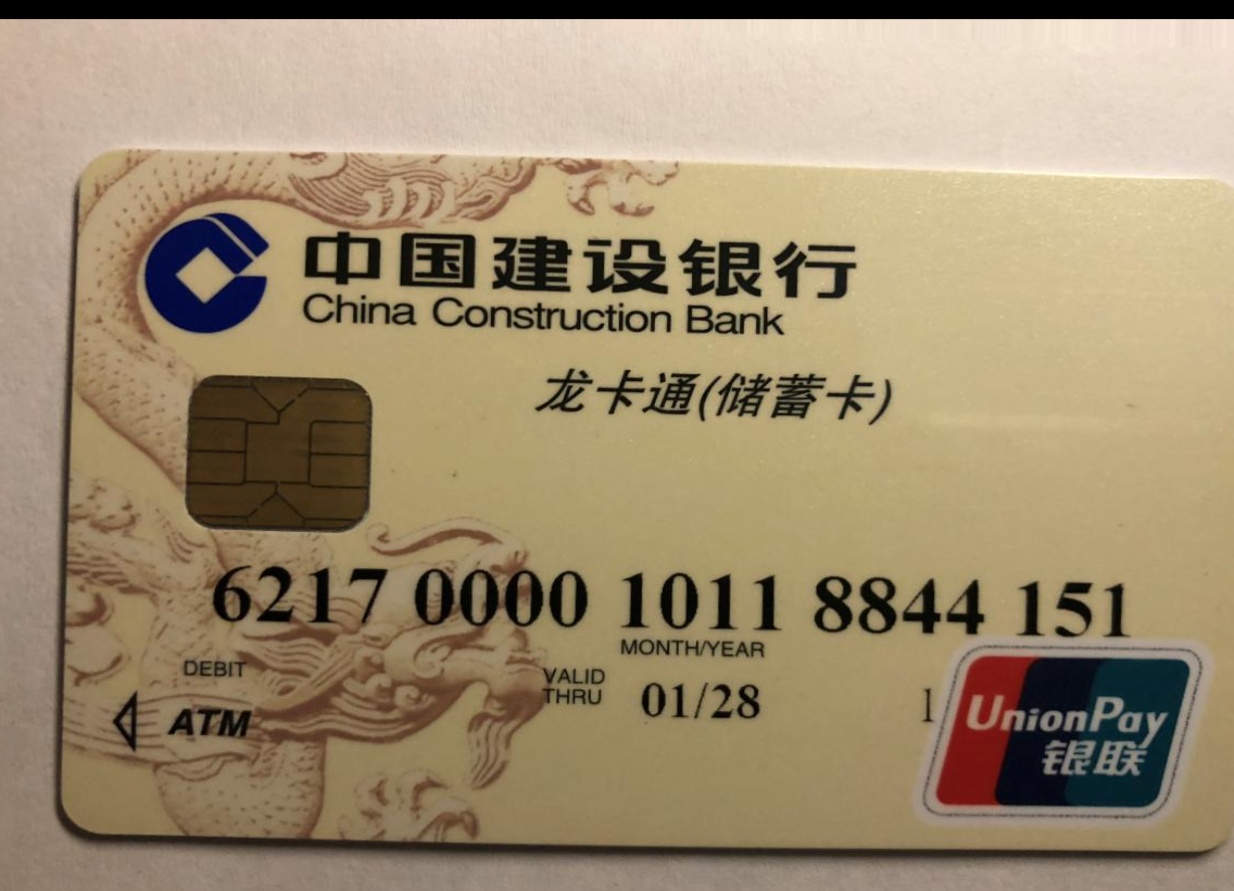 中国建设银行
China Construction Bank
龙卡通(储蓄卡)
6217 0000 1011 8844 151
MONTH/YEAR
DEBIT
VALID
THRU
01/28
1
ATM
UnionPay
银联